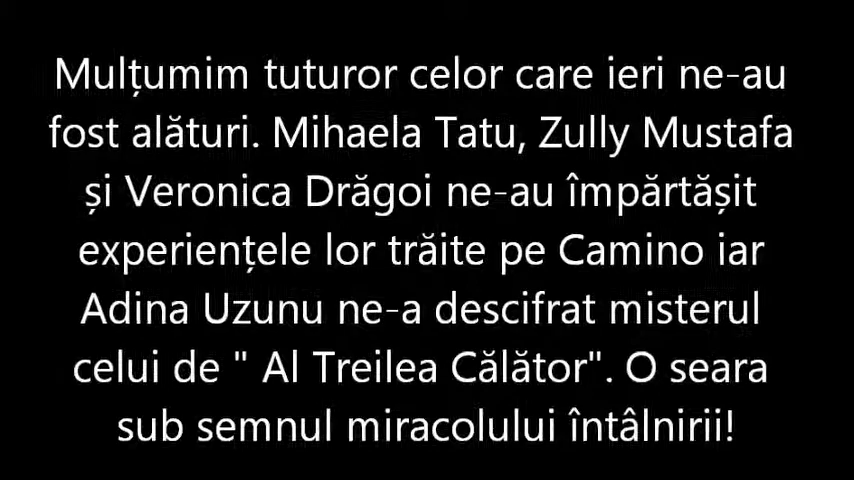 Mulțumim tuturor celor care ieri ne-au
fost alături. Mihaela Tatu, Zully Mustafa
și Veronica Drăgoi ne-au împărtășit
experiențele lor trăite pe Camino iar
Adina Uzunu ne-a descifrat misterul
celui de " Al Treilea Călător". O seara
sub semnul miracolului întâlnirii!